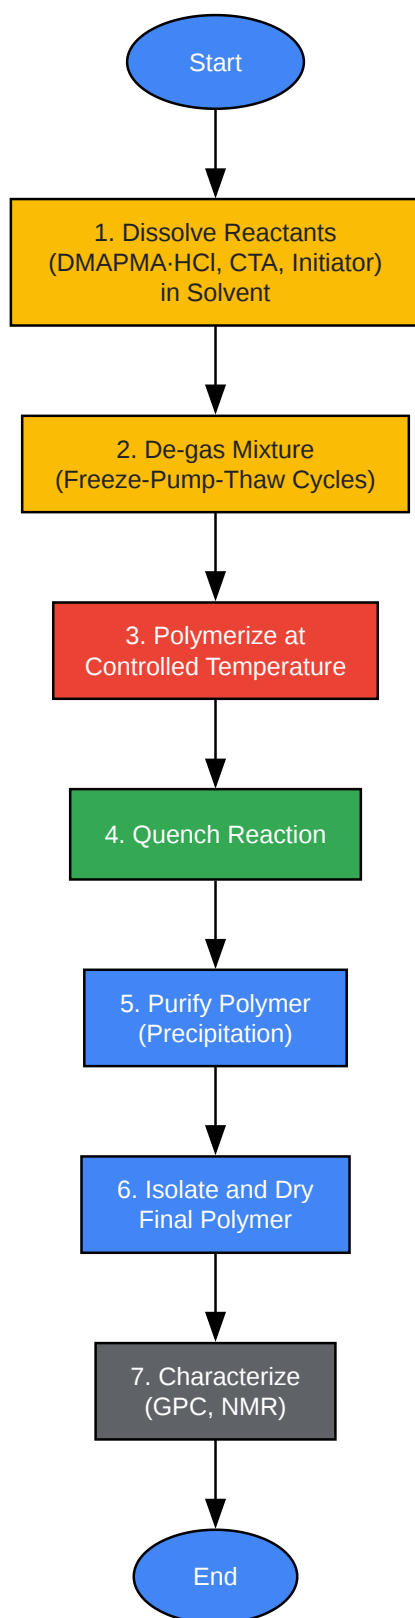 Start
1. Dissolve Reactants
(DMAPMA·HCl, CTA, Initiator)
in Solvent
2. De-gas Mixture
(Freeze-Pump-Thaw Cycles)
3. Polymerize at
Controlled Temperature
4. Quench Reaction
5. Purify Polymer
(Precipitation)
6. Isolate and Dry
Final Polymer
7. Characterize
(GPC, NMR)
End